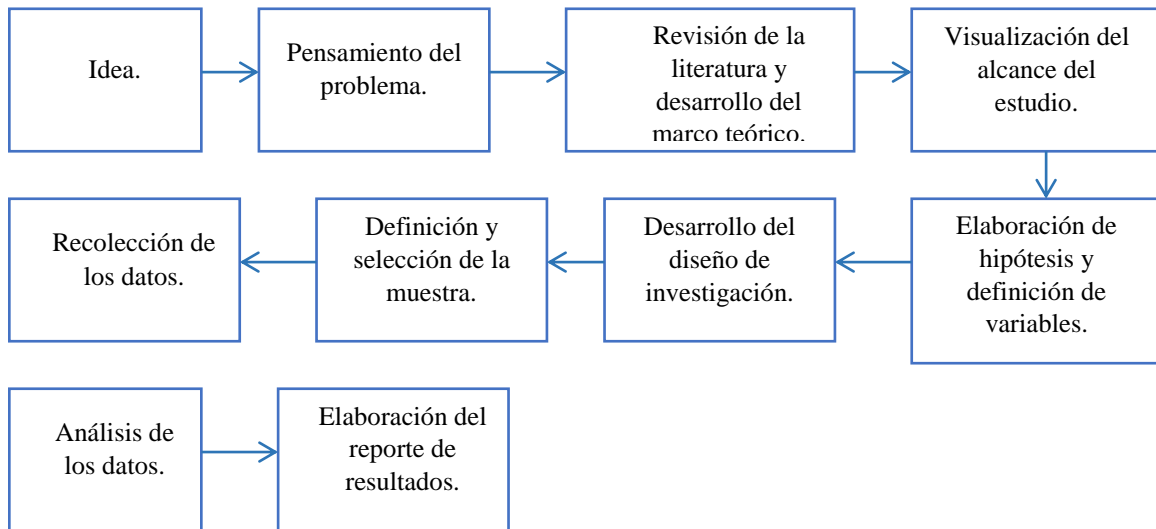 Idea.
Pensamiento del
problema.
Revisión de la
literatura y
desarrollo del
marco teórico.
Visualización del
alcance del
estudio.
Recolección de
los datos.
Definición y
selección de la
muestra.
Desarrollo del
diseño de
investigación.
Elaboración de
hipótesis y
definición de
variables.
Análisis de
los datos.
Elaboración del
reporte de
resultados.